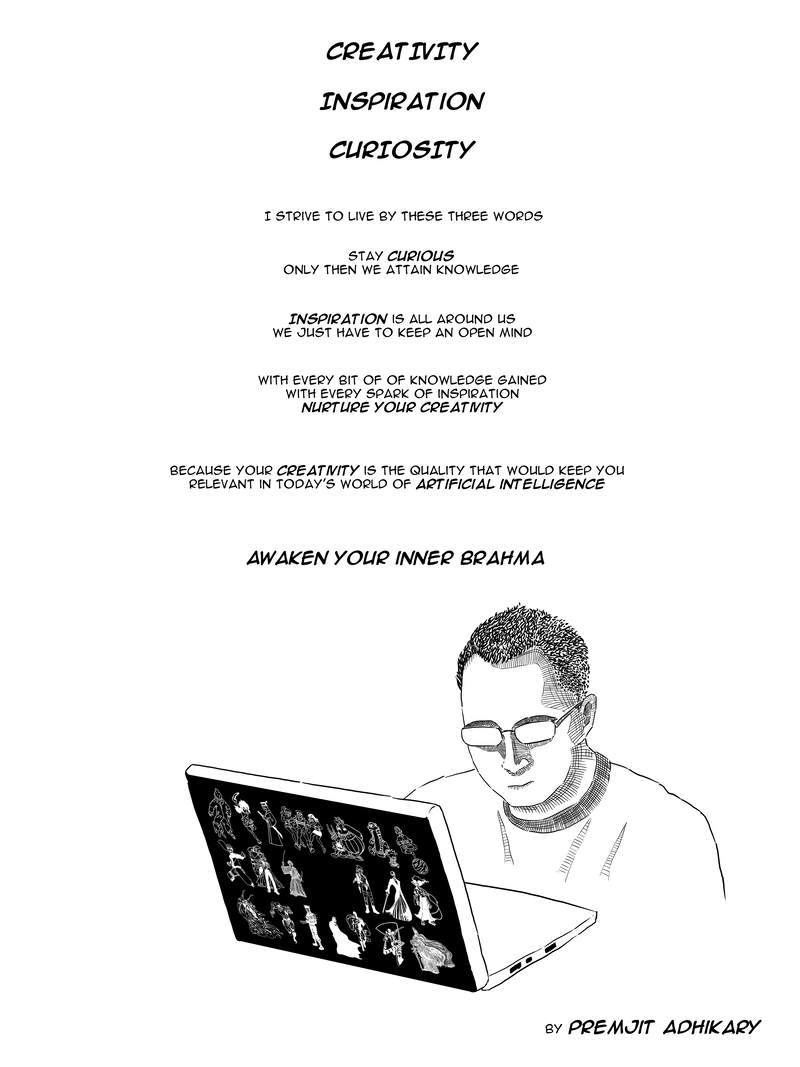 CREATIVITY
INSPIRATION
CURIOSITY
I STRIVE TO LIVE BY THESE THREE WORDS
STAY CURIOUS
ONLY THEN WE ATTAIN KNOWLEDGE
INSPIRATION IS ALL AROUND US
WE JUST HAVE TO KEEP AN OPEN MIND
WITH EVERY BIT OF OF KNOWLEDGE GAINED
WITH EVERY SPARK OF INSPIRATION
NURTURE YOUR CREATIVITY
BECAUSE YOUR CREATIVITY IS THE QUALITY THAT WOULD KEEP YOU
RELEVANT IN TODAY'S WORLD OF ARTIFICIAL INTELLIGENCE
AWAKEN YOUR INNER BRAHMA
BY PREMJIT ADHIKARY